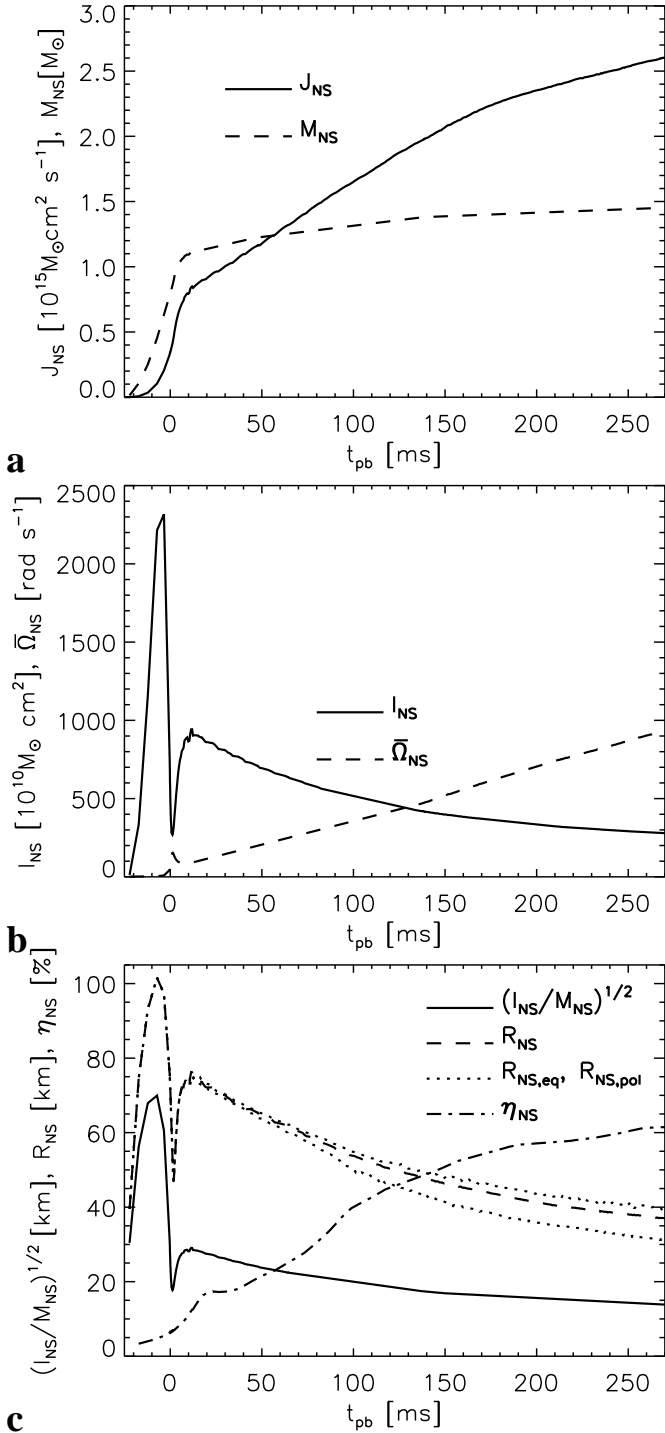 3.0
2.5
2.0
1.5
1.0
0.5
0.0
J_NS [10^15 M_⊙cm^2 s^−1], M_NS[M_⊙]
J_NS
M_NS
0 50 100 150 200 250
t_pb [ms]
a
2500
2000
1500
1000
500
0
I_NS [10^10 M_⊙ cm^2], Ω̄_NS [rad s^−1]
I_NS
Ω̄_NS
0 50 100 150 200 250
t_pb [ms]
b
100
80
60
40
20
0
(I_NS/M_NS)^1/2 [km], R_NS [km], η_NS [%]
(I_NS/M_NS)^1/2
R_NS
R_NS,eq, R_NS,pol
η_NS
0 50 100 150 200 250
t_pb [ms]
c